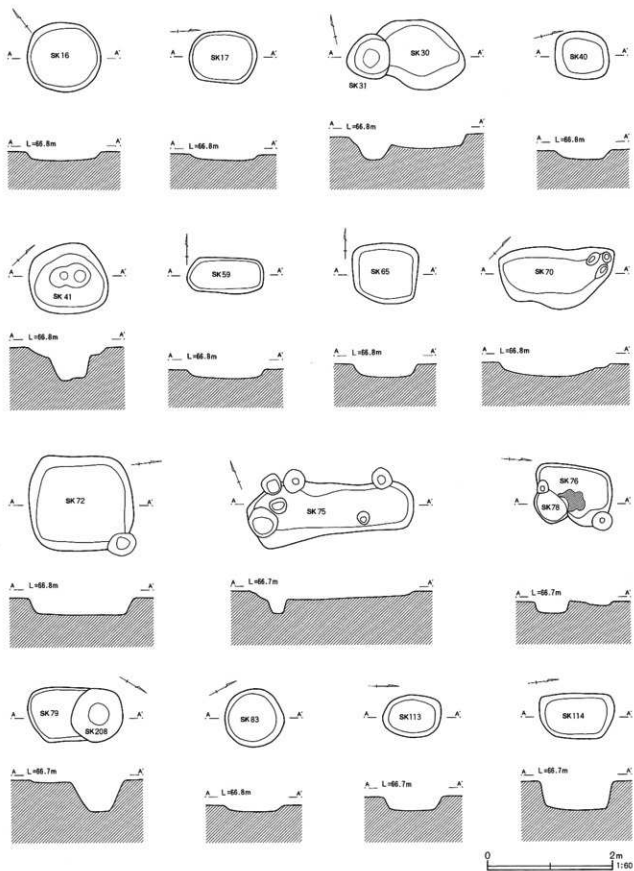 SK16
A
A'
A L=66.8m A'
SK17
A
A'
A L=66.8m A'
SK30
SK31
A
A'
A L=66.8m A'
SK40
A
A'
A L=66.8m A'
SK41
A
A'
A L=66.8m A'
SK59
A
A'
A L=66.8m A'
SK65
A
A'
A L=66.8m A'
SK70
A
A'
A L=66.8m A'
SK72
A
A'
A L=66.8m A'
SK75
A
A'
A L=66.7m A'
SK76
SK78
A
A'
A L=66.7m A'
SK79
SK208
A
A'
A L=66.7m A'
SK83
A
A'
A L=66.8m A'
SK113
A
A'
A L=66.7m A'
SK114
A
A'
A L=66.7m A'
0 2m
1:60